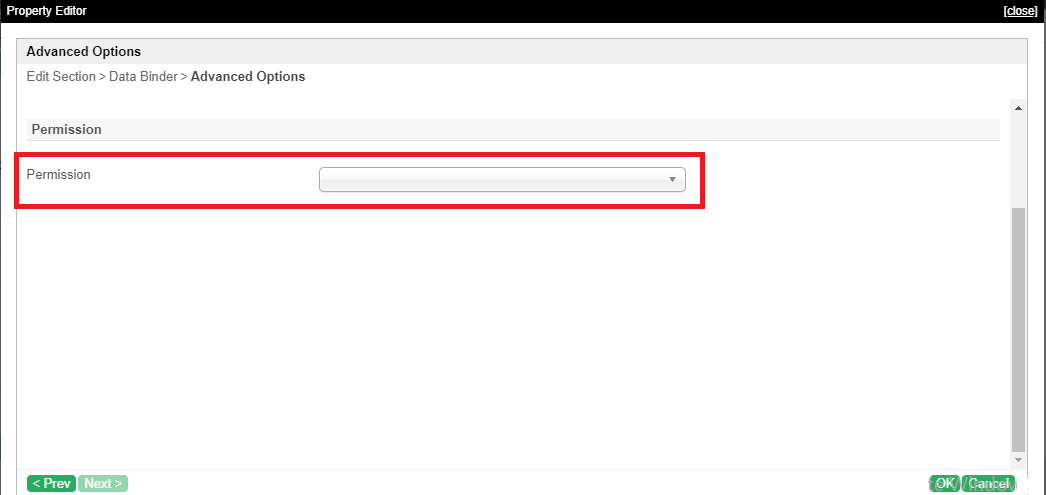 Property Editor [close]
Advanced Options
Edit Section > Data Binder > Advanced Options
Permission
Permission
< Prev Next > OK Cancel